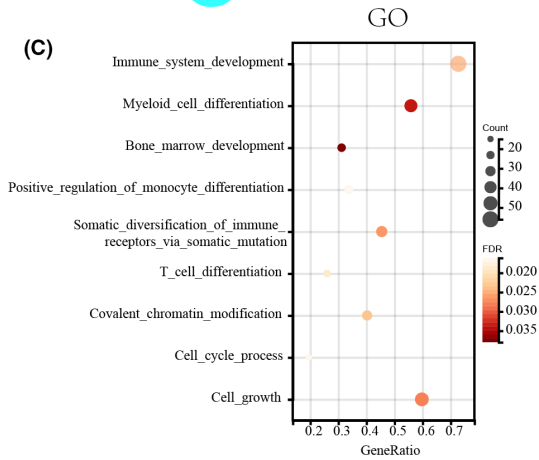 GO
(C)
Immune_system_development
Myeloid_cell_differentiation
Bone_marrow_development
Positive_regulation_of_monocyte_differentiation
Somatic_diversification_of_immune_
receptors_via_somatic_mutation
T_cell_differentiation
Covalent_chromatin_modification
Cell_cycle_process
Cell_growth
0.2 0.3 0.4 0.5 0.6 0.7
GeneRatio
Count
20
30
40
50
FDR
0.020
0.025
0.030
0.035